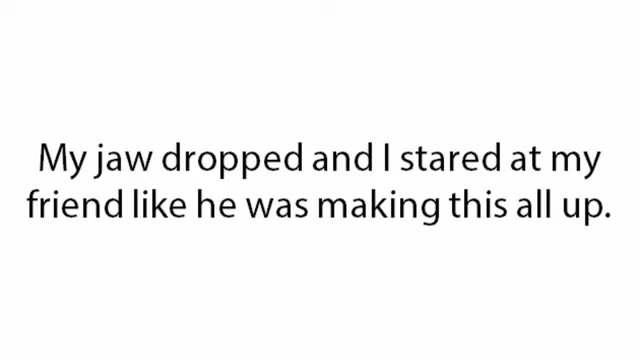 My jaw dropped and I stared at my
friend like he was making this all up.